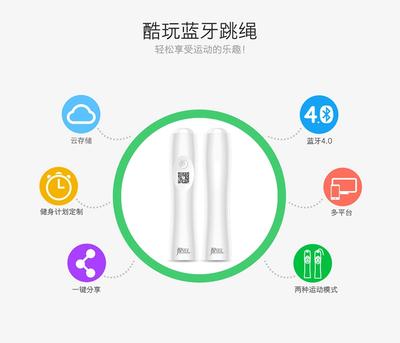 酷玩蓝牙跳绳
轻松享受运动的乐趣!
云存储
4.0
蓝牙4.0
健身计划定制
多平台
一键分享
两种运动模式